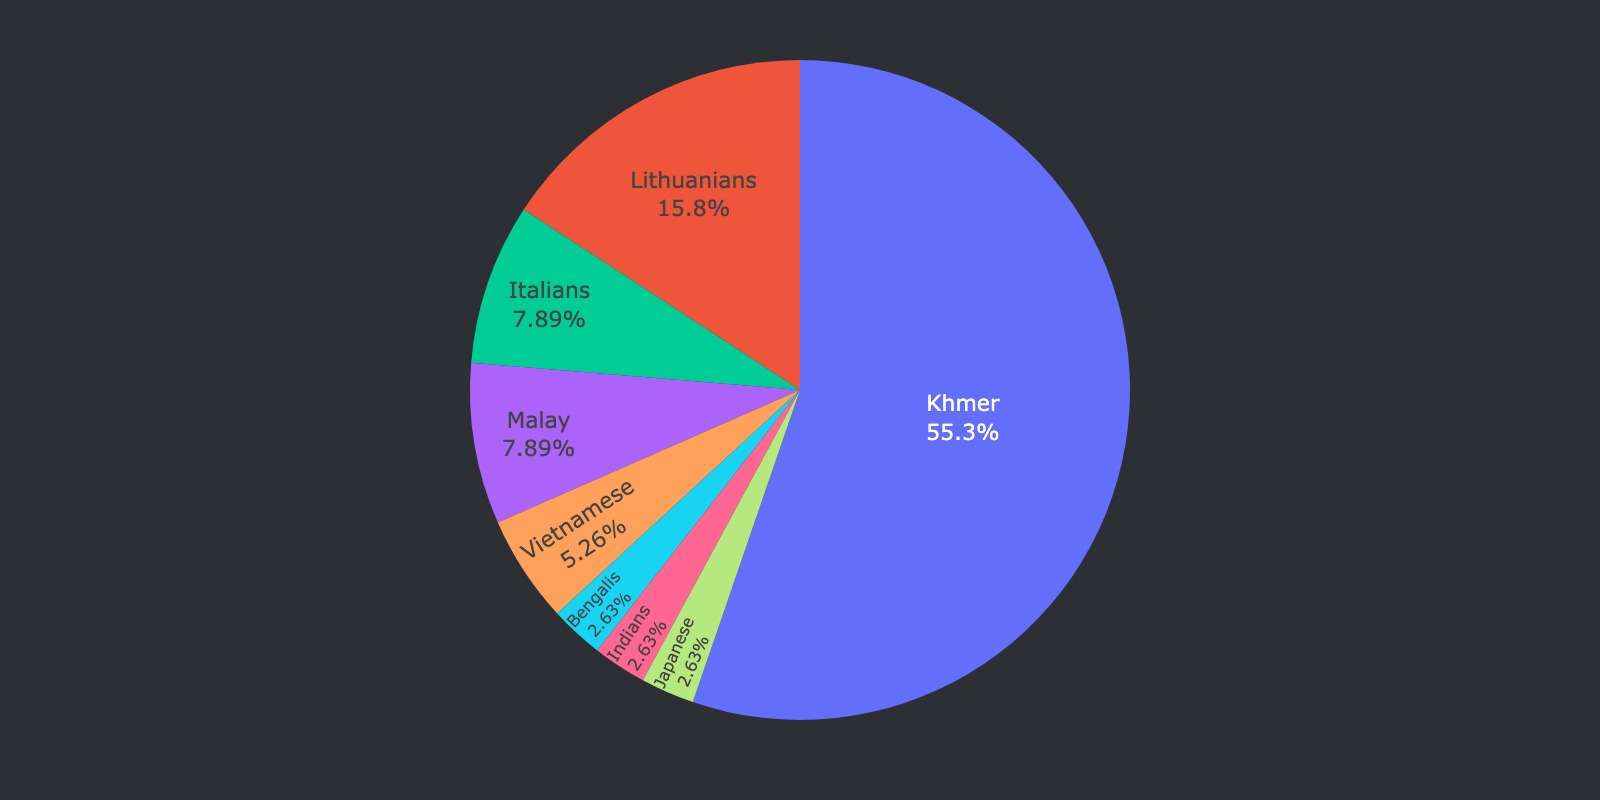 Lithuanians
15.8%
Italians
7.89%
Khmer
55.3%
Malay
7.89%
Vietnamese
5.26%
Bengalis
2.63%
Indians
2.63%
Japanese
2.63%